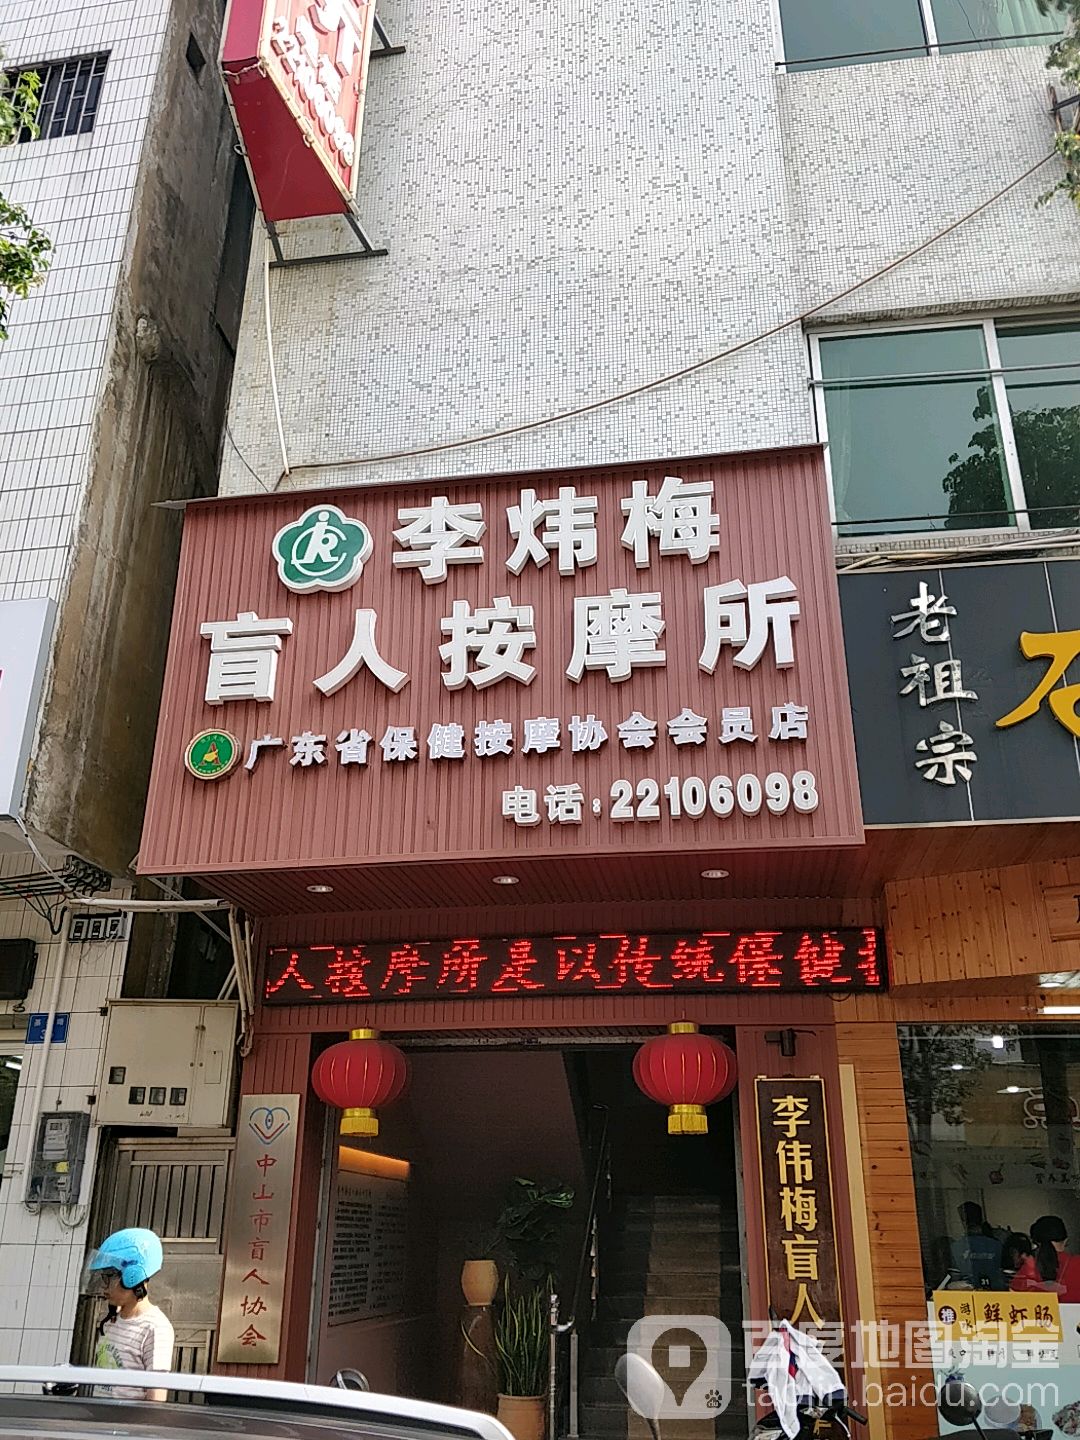 李炜梅
盲人按摩所
广东省保健按摩协会会员店
电话:22106098
老祖宗
人按摩所是以传统保健
中山市盲人协会
李伟梅盲人
鲜虾肠
百度地图淘金
taojin.baidu.com